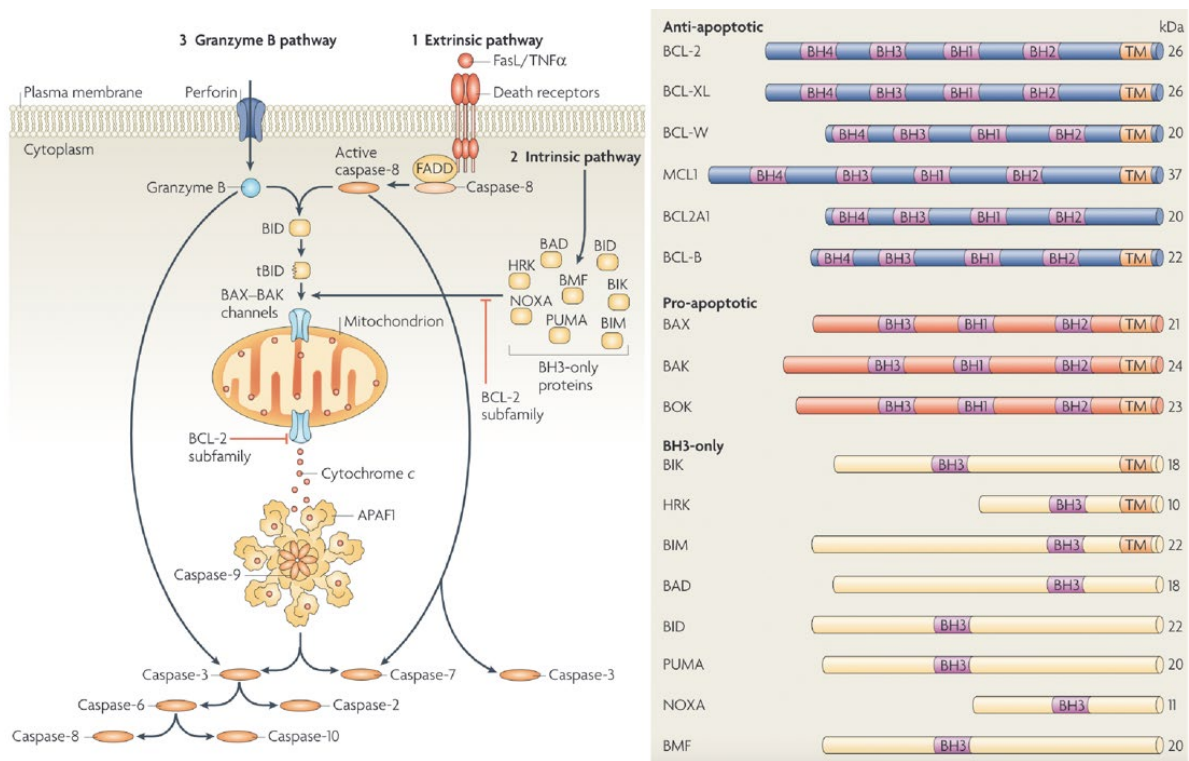 3 Granzyme B pathway
1 Extrinsic pathway
FasL/TNFα
Plasma membrane
Perforin
Death receptors
Cytoplasm
Active
caspase-8
FADD
2 Intrinsic pathway
Granzyme B
Caspase-8
BID
BAD
BID
HRK
BMF
BIK
tBID
NOXA
PUMA
BIM
BAX–BAK
channels
Mitochondrion
BH3-only
proteins
BCL-2
subfamily
BCL-2
subfamily
Cytochrome c
APAF1
Caspase-9
Caspase-3
Caspase-7
Caspase-3
Caspase-6
Caspase-2
Caspase-8
Caspase-10
Anti-apoptotic kDa
BCL-2 BH4 BH3 BH1 BH2 TM 26
BCL-XL BH4 BH3 BH1 BH2 TM 26
BCL-W BH4 BH3 BH1 BH2 TM 20
MCL1 BH4 BH3 BH1 BH2 TM 37
BCL2A1 BH4 BH3 BH1 BH2 20
BCL-B BH4 BH3 BH1 BH2 TM 22
Pro-apoptotic
BAX BH3 BH1 BH2 TM 21
BAK BH3 BH1 BH2 TM 24
BOK BH3 BH1 BH2 TM 23
BH3-only
BIK BH3 TM 18
HRK BH3 TM 10
BIM BH3 TM 22
BAD BH3 18
BID BH3 22
PUMA BH3 20
NOXA BH3 11
BMF BH3 20